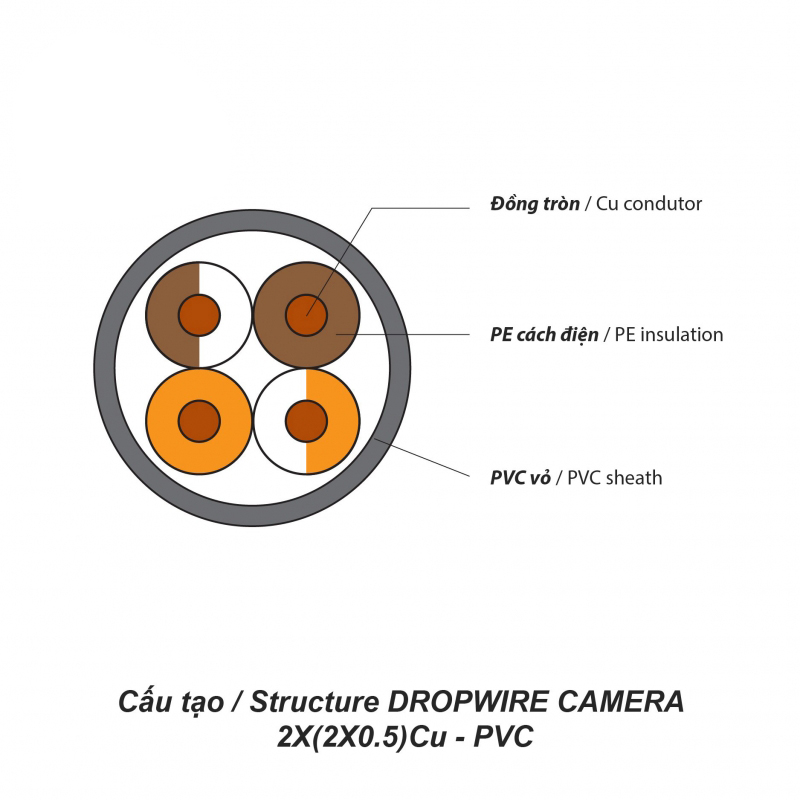 Đồng tròn / Cu condutor
PE cách điện / PE insulation
PVC vỏ / PVC sheath
Cấu tạo / Structure DROPWIRE CAMERA
2X(2X0.5)Cu - PVC